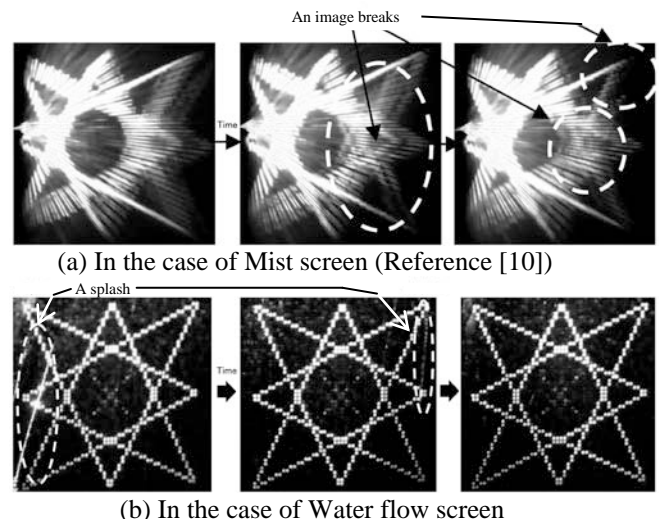 An image breaks
Time
(a) In the case of Mist screen (Reference [10])
A splash
Time
(b) In the case of Water flow screen